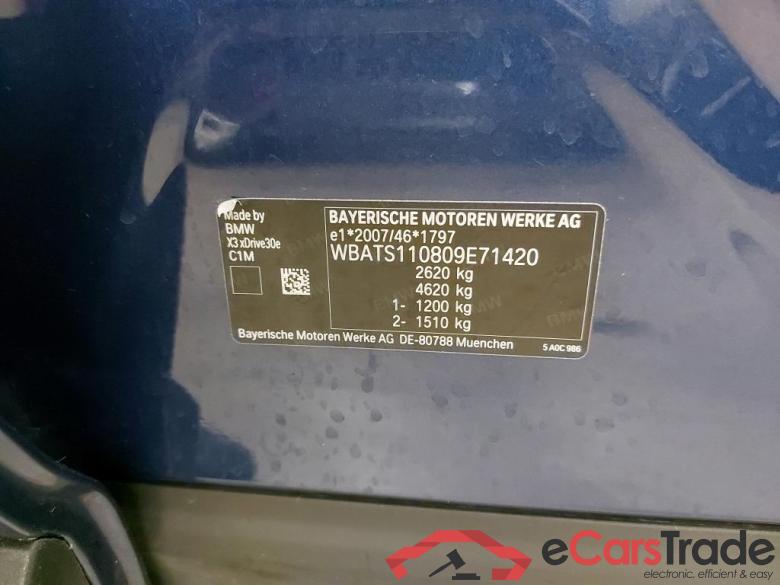 Made by
BMW
X3 xDrive30e
C1M
BAYERISCHE MOTOREN WERKE AG
e1*2007/46*1797
WBATS110809E71420
2620 kg
4620 kg
1- 1200 kg
2- 1510 kg
Bayerische Motoren Werke AG DE-80788 Muenchen
5 A0C 986
eCarsTrade
electronic. efficient & easy